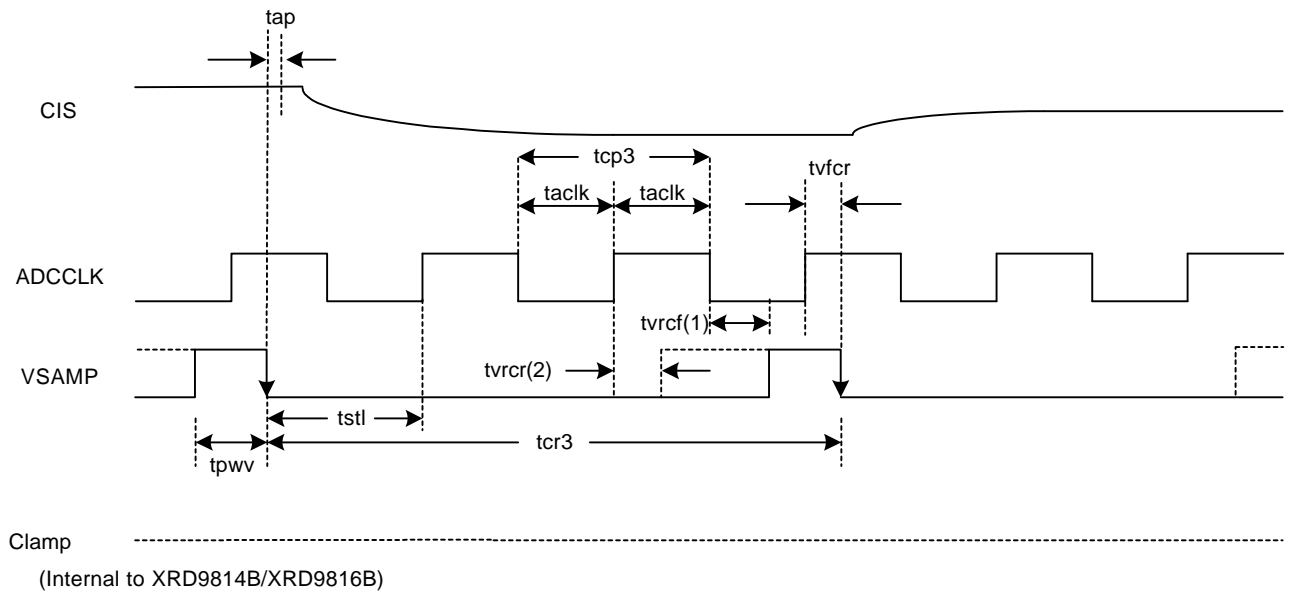 tap
CIS
tcp3
tvfcr
taclk
taclk
ADCCLK
tvrcf(1)
VSAMP
tvrcr(2)
tstl
tcr3
tpwv
Clamp
(Internal to XRD9814B/XRD9816B)